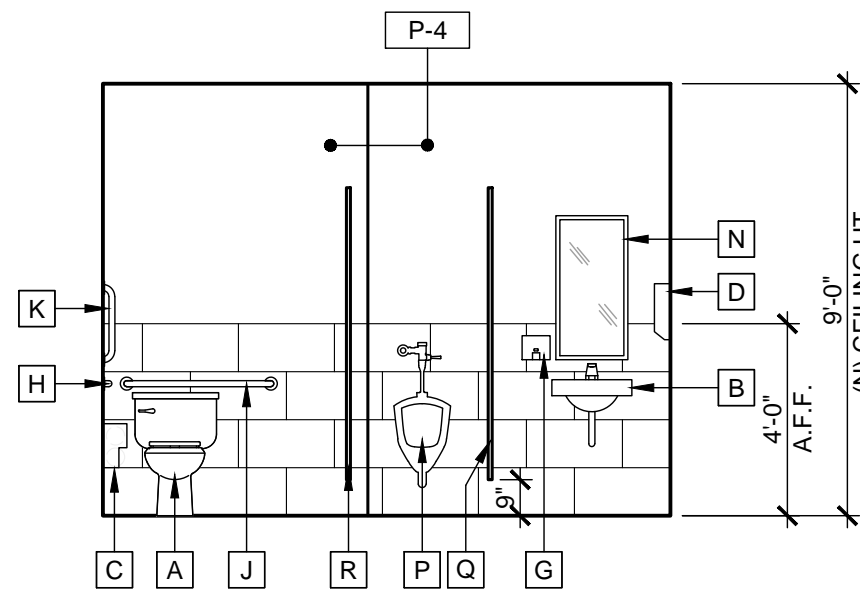 P-4
N
D
K
H
B
C
A
J
R
P
Q
G
9"
4'-0"
A.F.F.
9'-0"
(N) CEILING HT